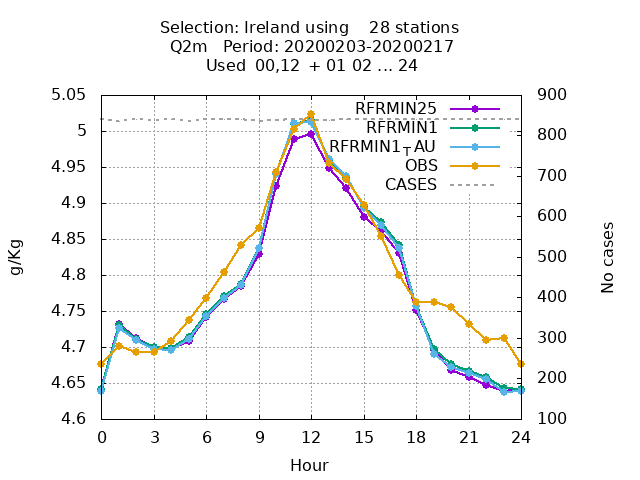 Selection: Ireland using    28 stations
Q2m   Period: 20200203-20200217
Used  00,12  + 01 02 ... 24
5.05
5
4.95
4.9
4.85
4.8
4.75
4.7
4.65
4.6
g/Kg
RFRMIN25
RFRMIN1
RFRMIN1┬AU
OBS
CASES
900
800
700
600
500
400
300
200
100
No cases
0 3 6 9 12 15 18 21 24
Hour